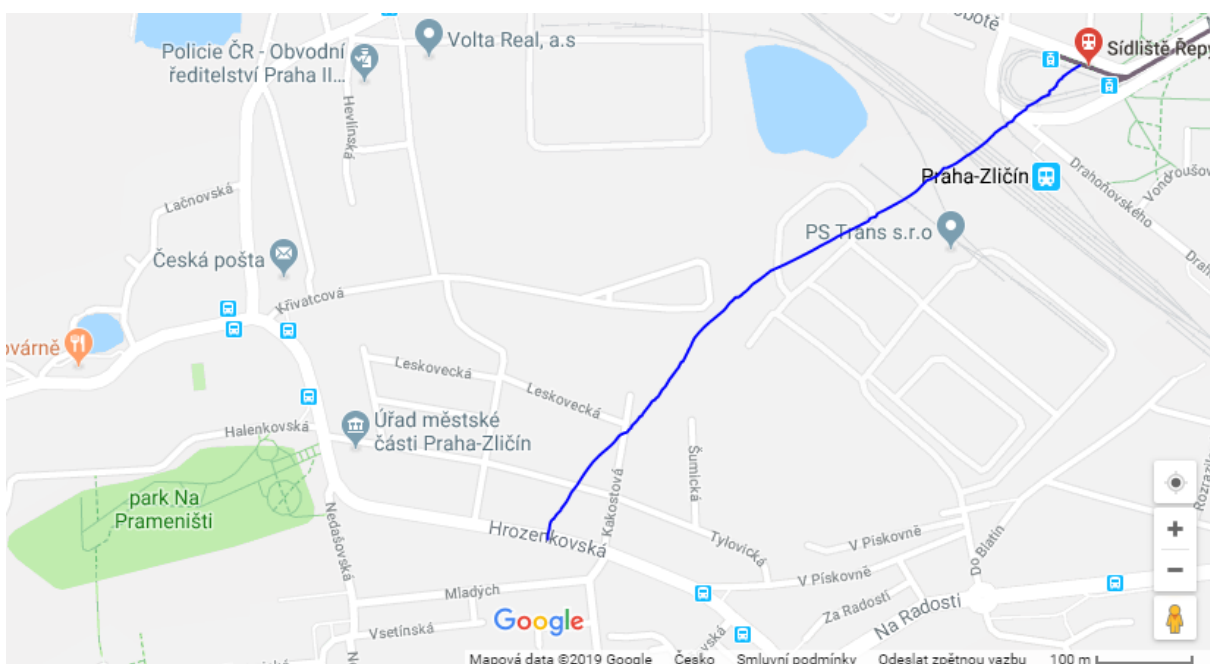 obotě
Policie ČR - Obvodní
ředitelství Praha II...
Volta Real, a.s
Sídliště Řepy
Hevlínská
Drahoňovského
Praha-Zličín
Lačnovská
PS Trans s.r.o
Česká pošta
Křivatcová
ovárně
Leskovecká
Leskovecká
Halenkovská
Úřad městské
části Praha-Zličín
Šumická
park Na
Prameništi
Nedašovská
Hrozenkovská
Kakostová
Tylovická
V Pískovně
Do Blatin
V Pískovně
Mladých
Za Radostí
Na Radosti
Vsetínská
Google
Mapová data ©2019 Google
Česko
Smluvní podmínky
Odeslat zpětnou vazbu
100 m